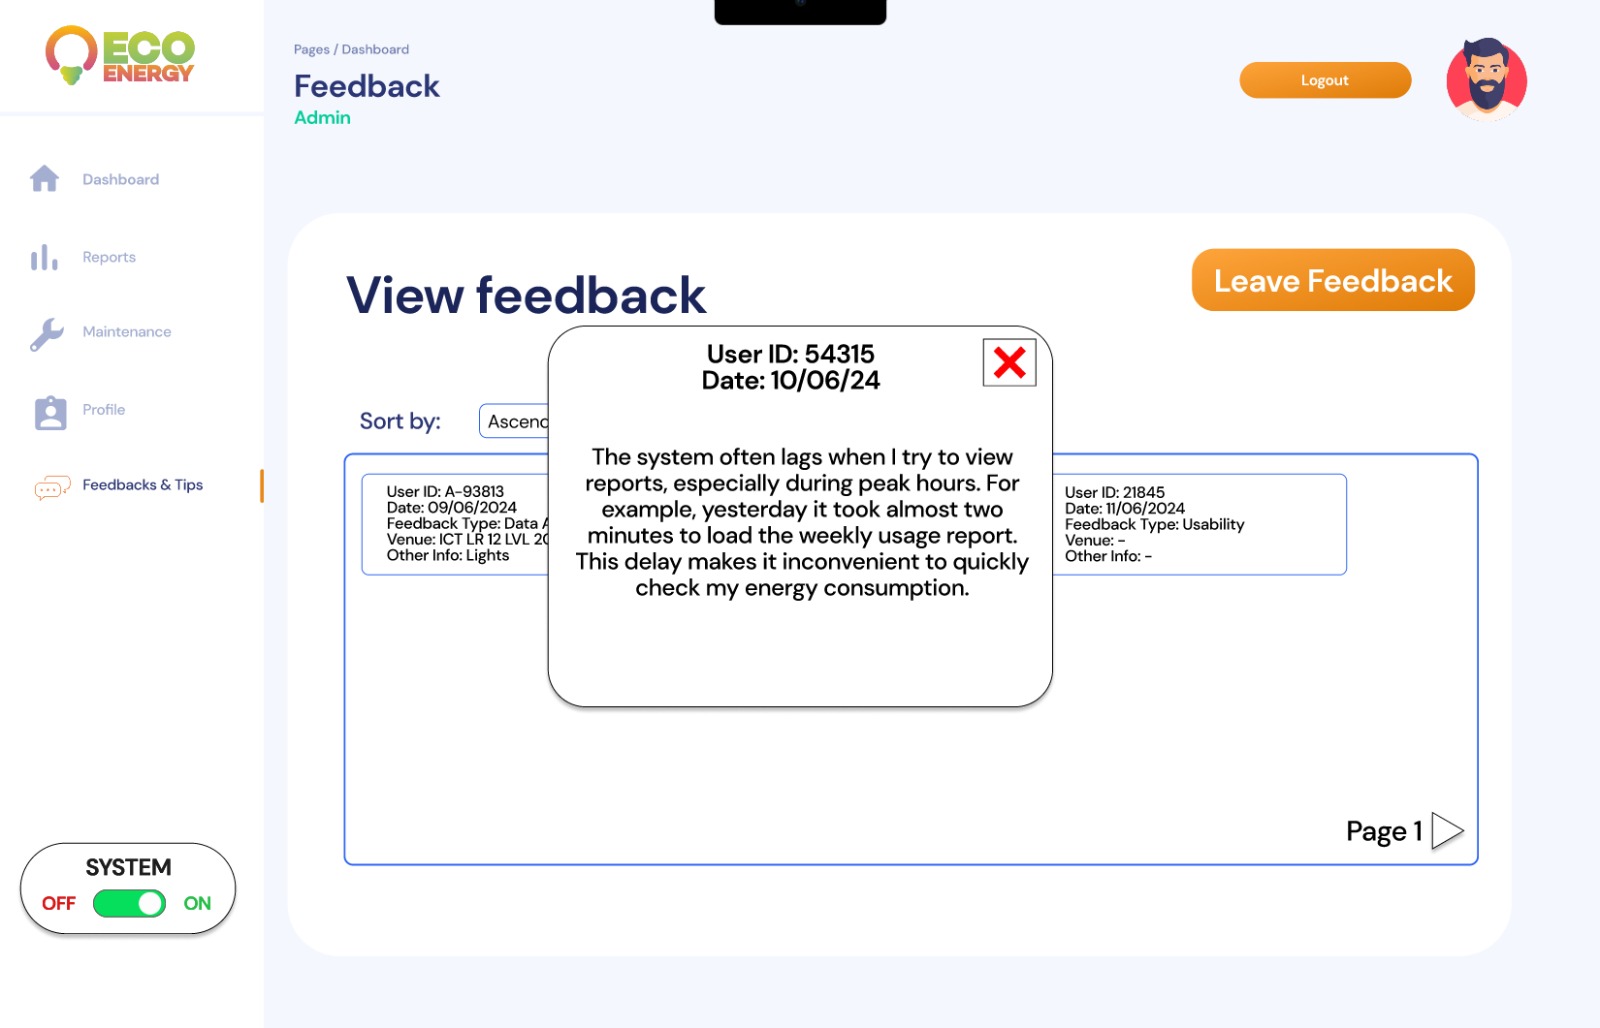 ECO
ENERGY
Pages / Dashboard
Feedback
Admin
Logout
Dashboard
Reports
Maintenance
Profile
Feedbacks & Tips
SYSTEM
OFF ON
View feedback
Leave Feedback
Sort by:
User ID: 54315
Date: 10/06/24
The system often lags when I try to view
reports, especially during peak hours. For
example, yesterday it took almost two
minutes to load the weekly usage report.
This delay makes it inconvenient to quickly
check my energy consumption.
User ID: A-93813
Date: 09/06/2024
Feedback Type: Data
Venue: ICT LR 12 LVL
Other Info: Lights
User ID: 21845
Date: 11/06/2024
Feedback Type: Usability
Venue: -
Other Info: -
Page 1